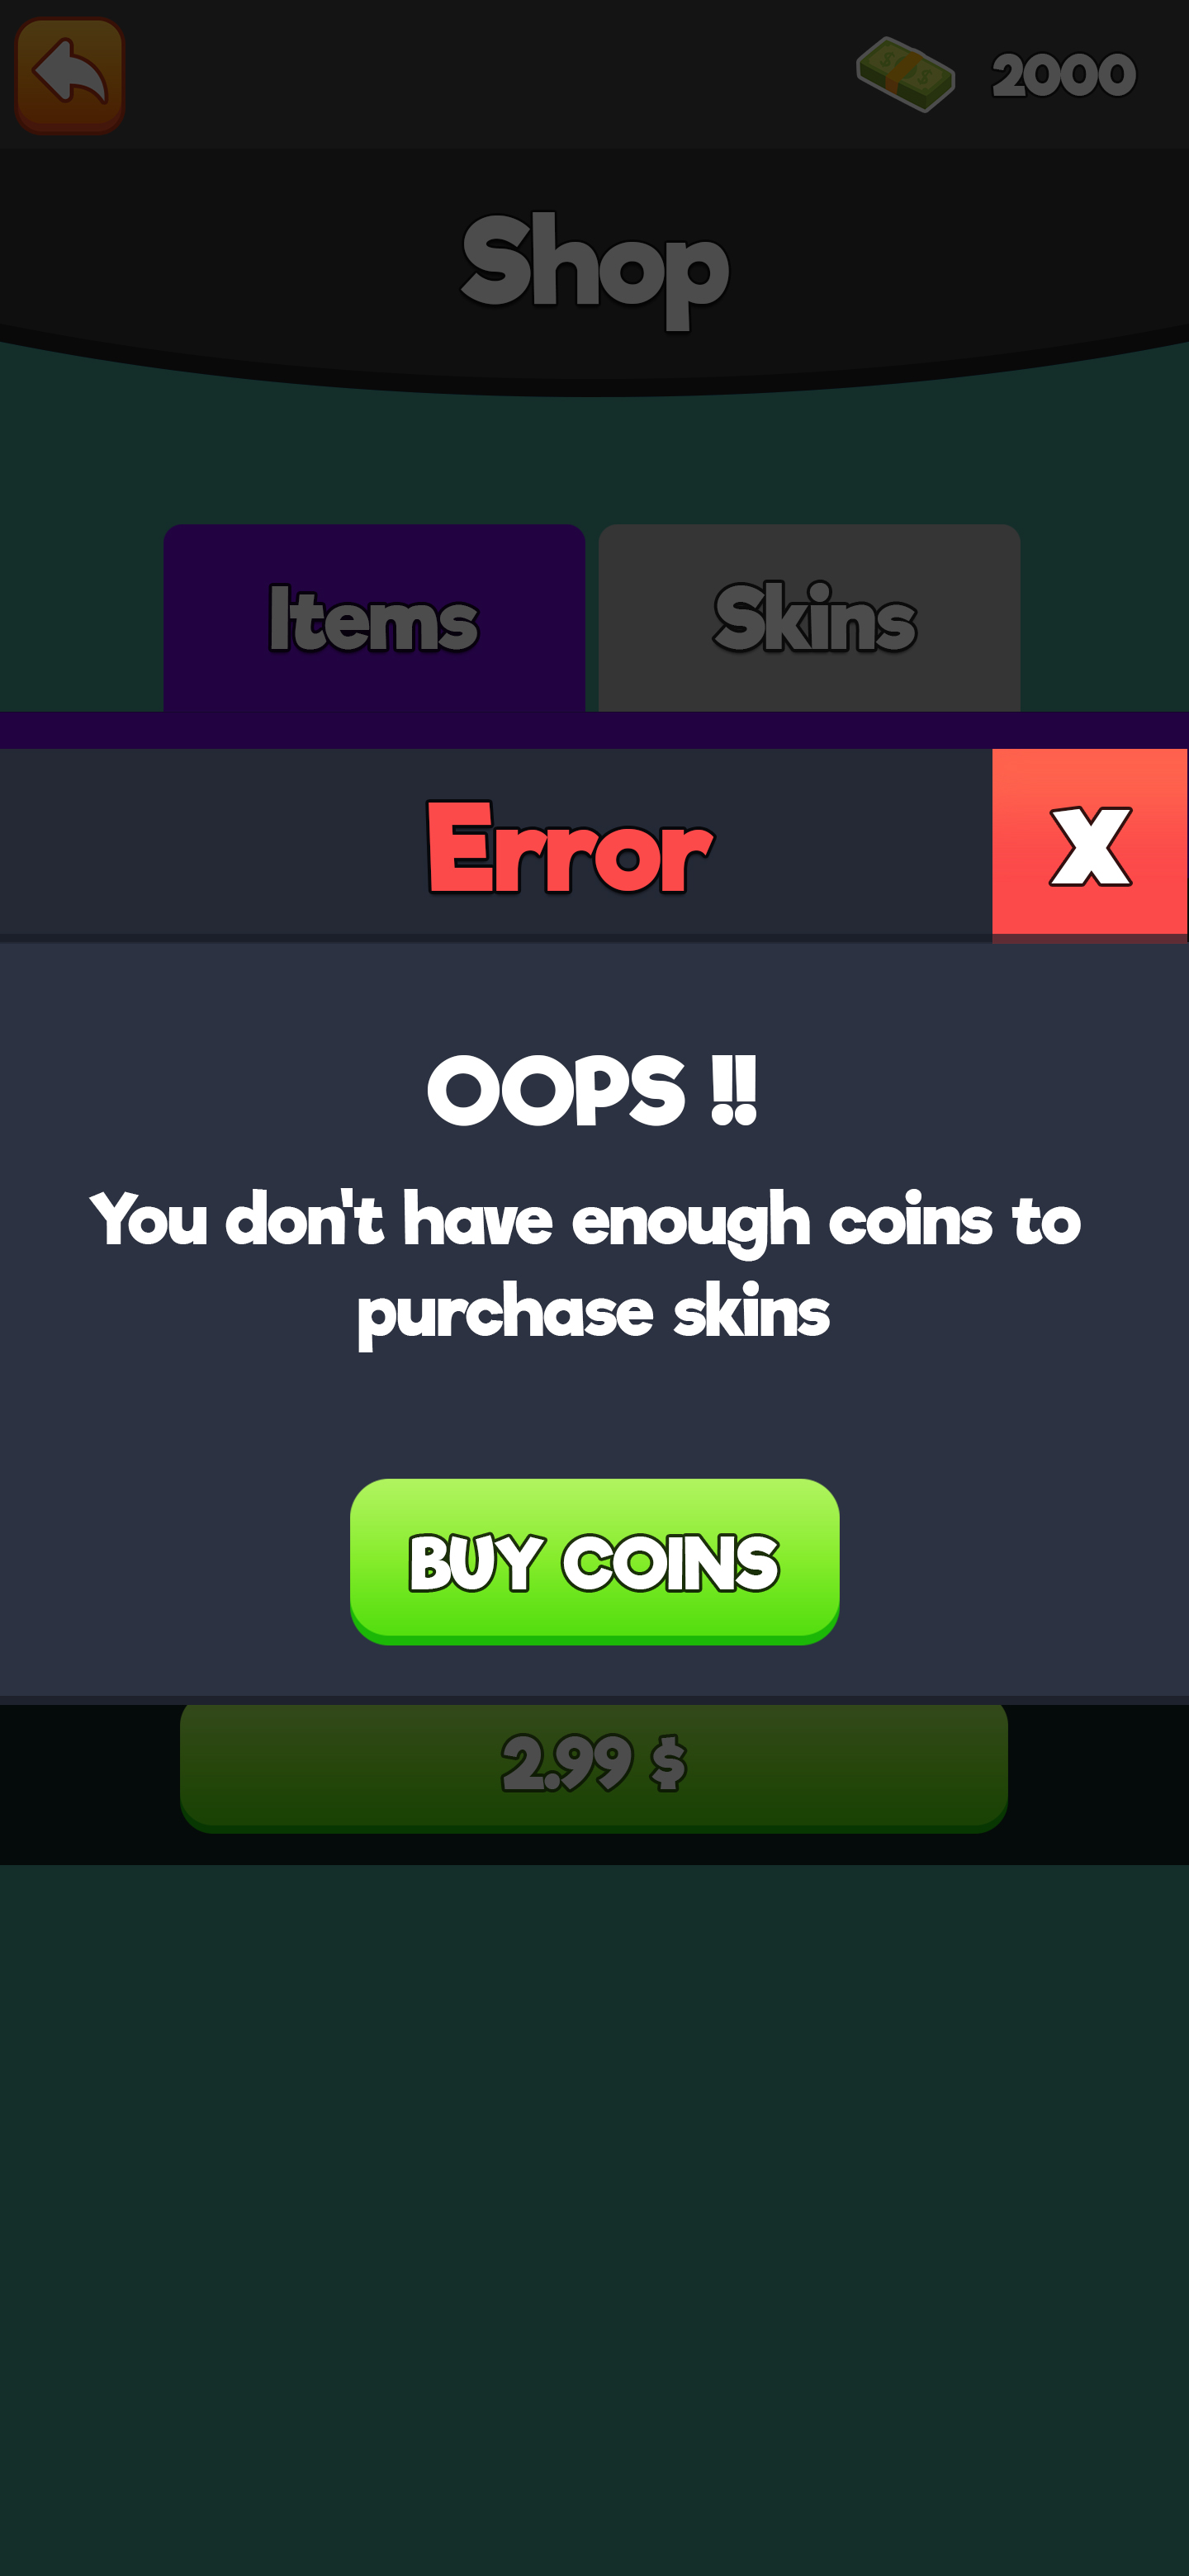 2000
Shop
Items
Skins
Error
X
OOPS !!
You don't have enough coins to
purchase skins
BUY COINS
2.99 $